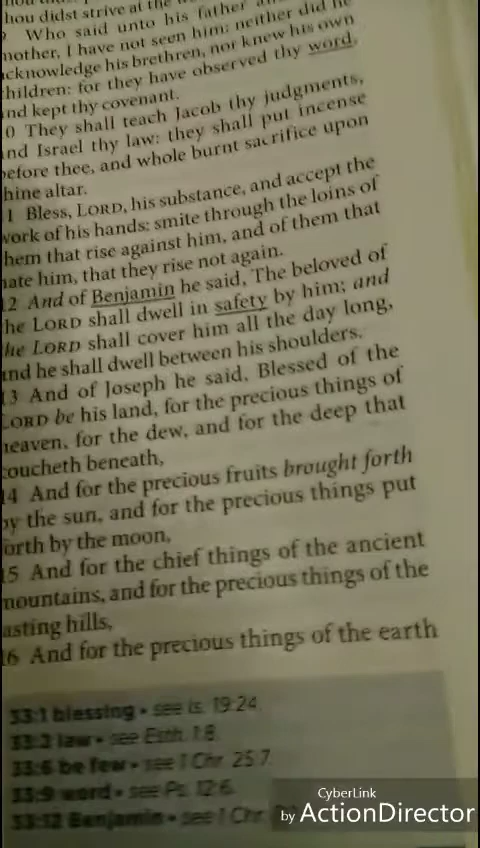 hou didst strive at the
Who said unto his father
mother, I have not seen him; neither did he
cknowledge his brethren, nor knew his own
hildren: for they have observed thy word,
nd kept thy covenant.
0 They shall teach Jacob thy judgments,
nd Israel thy law: they shall put incense
efore thee, and whole burnt sacrifice upon
hine altar.
1 Bless, LORD, his substance, and accept the
work of his hands: smite through the loins of
hem that rise against him, and of them that
hate him, that they rise not again.
12 And of Benjamin he said, The beloved of
he LORD shall dwell in safety by him; and
he LORD shall cover him all the day long,
and he shall dwell between his shoulders.
13 And of Joseph he said, Blessed of the
LORD be his land, for the precious things of
heaven, for the dew, and for the deep that
coucheth beneath,
14 And for the precious fruits brought forth
by the sun, and for the precious things put
orth by the moon,
15 And for the chief things of the ancient
mountains, and for the precious things of the
asting hills,
16 And for the precious things of the earth
33:1 blessing • see Is. 19:24.
33:2 law • see Esth. 1:8.
33:6 be few • see 1 Chr. 25:7.
33:9 word • see Ps. 12:6.
33:12 Benjamin • see 1 Chr.
CyberLink
by ActionDirector